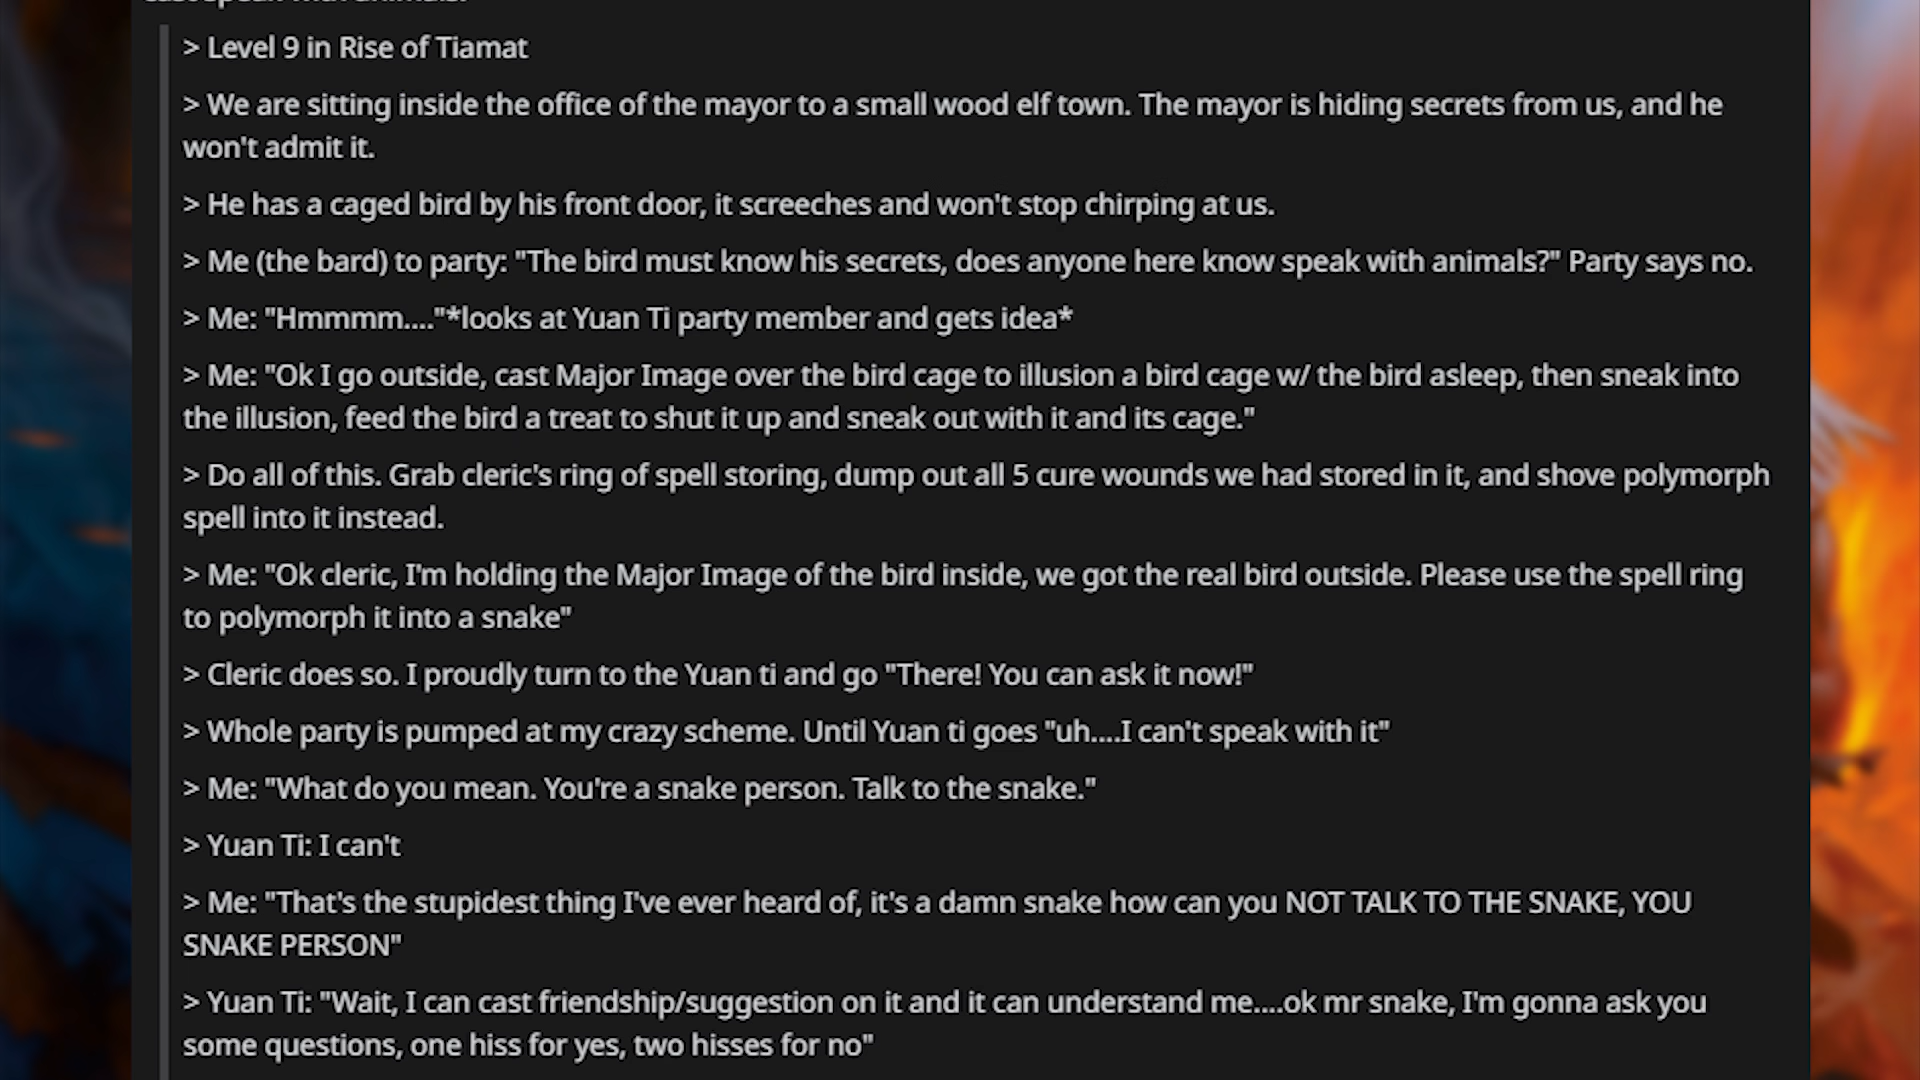 cast speak with animals.
> Level 9 in Rise of Tiamat
> We are sitting inside the office of the mayor to a small wood elf town. The mayor is hiding secrets from us, and he
won't admit it.
> He has a caged bird by his front door, it screeches and won't stop chirping at us.
> Me (the bard) to party: "The bird must know his secrets, does anyone here know speak with animals?" Party says no.
> Me: "Hmmmm...."*looks at Yuan Ti party member and gets idea*
> Me: "Ok I go outside, cast Major Image over the bird cage to illusion a bird cage w/ the bird asleep, then sneak into
the illusion, feed the bird a treat to shut it up and sneak out with it and its cage."
> Do all of this. Grab cleric's ring of spell storing, dump out all 5 cure wounds we had stored in it, and shove polymorph
spell into it instead.
> Me: "Ok cleric, I'm holding the Major Image of the bird inside, we got the real bird outside. Please use the spell ring
to polymorph it into a snake"
> Cleric does so. I proudly turn to the Yuan ti and go "There! You can ask it now!"
> Whole party is pumped at my crazy scheme. Until Yuan ti goes "uh....I can't speak with it"
> Me: "What do you mean. You're a snake person. Talk to the snake."
> Yuan Ti: I can't
> Me: "That's the stupidest thing I've ever heard of, it's a damn snake how can you NOT TALK TO THE SNAKE, YOU
SNAKE PERSON"
> Yuan Ti: "Wait, I can cast friendship/suggestion on it and it can understand me....ok mr snake, I'm gonna ask you
some questions, one hiss for yes, two hisses for no"